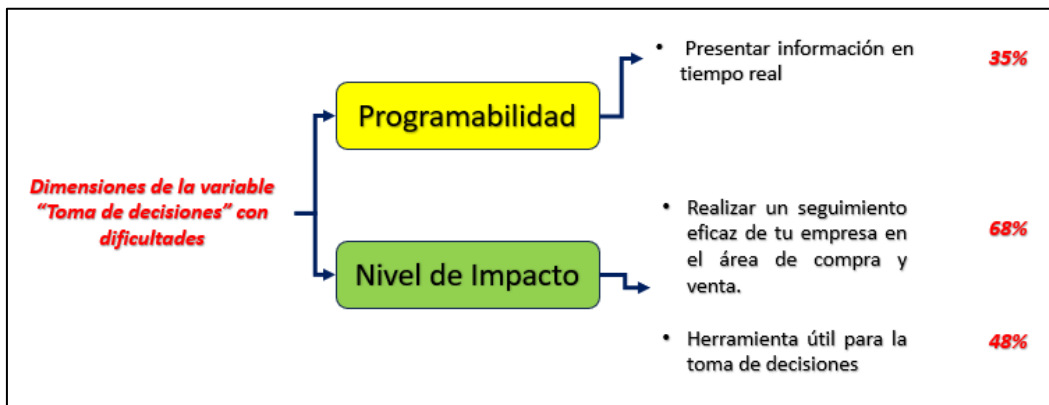 Dimensiones de la variable
“Toma de decisiones” con
dificultades
Programabilidad
• Presentar información en
tiempo real
35%
Nivel de Impacto
• Realizar un seguimiento
eficaz de tu empresa en
el área de compra y
venta.
68%
• Herramienta útil para la
toma de decisiones
48%